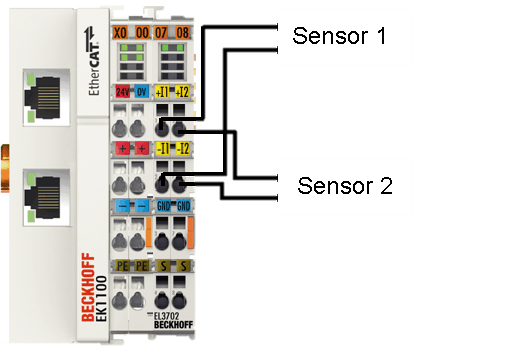 X0 00 07 08
Sensor 1
EtherCAT
24V 0V +I1 +I2
+ + -I1 -I2
Sensor 2
− − GND GND
PE PE S S
BECKHOFF
EK1100
EL3702
BECKHOFF